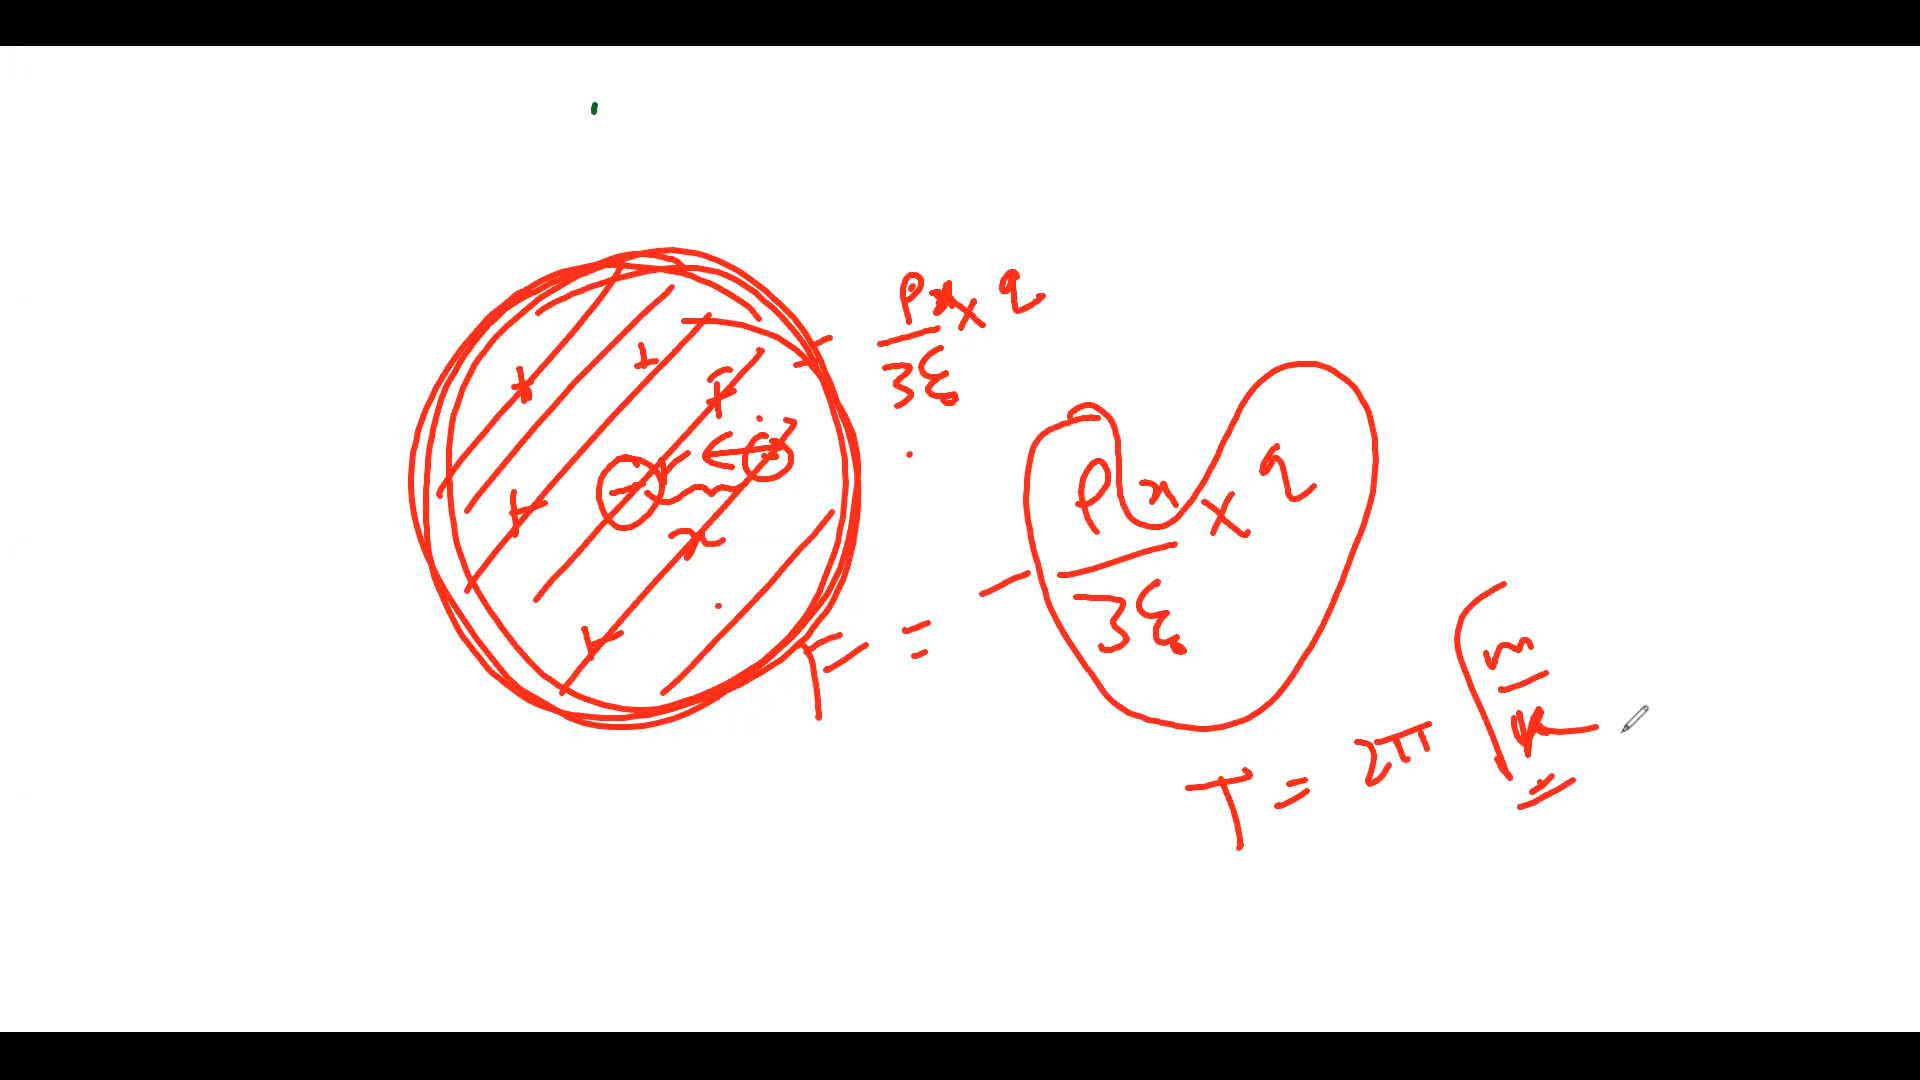 ρx/3ε₀ × q
x
F = - ρx/3ε₀ × q
T = 2π √m/k